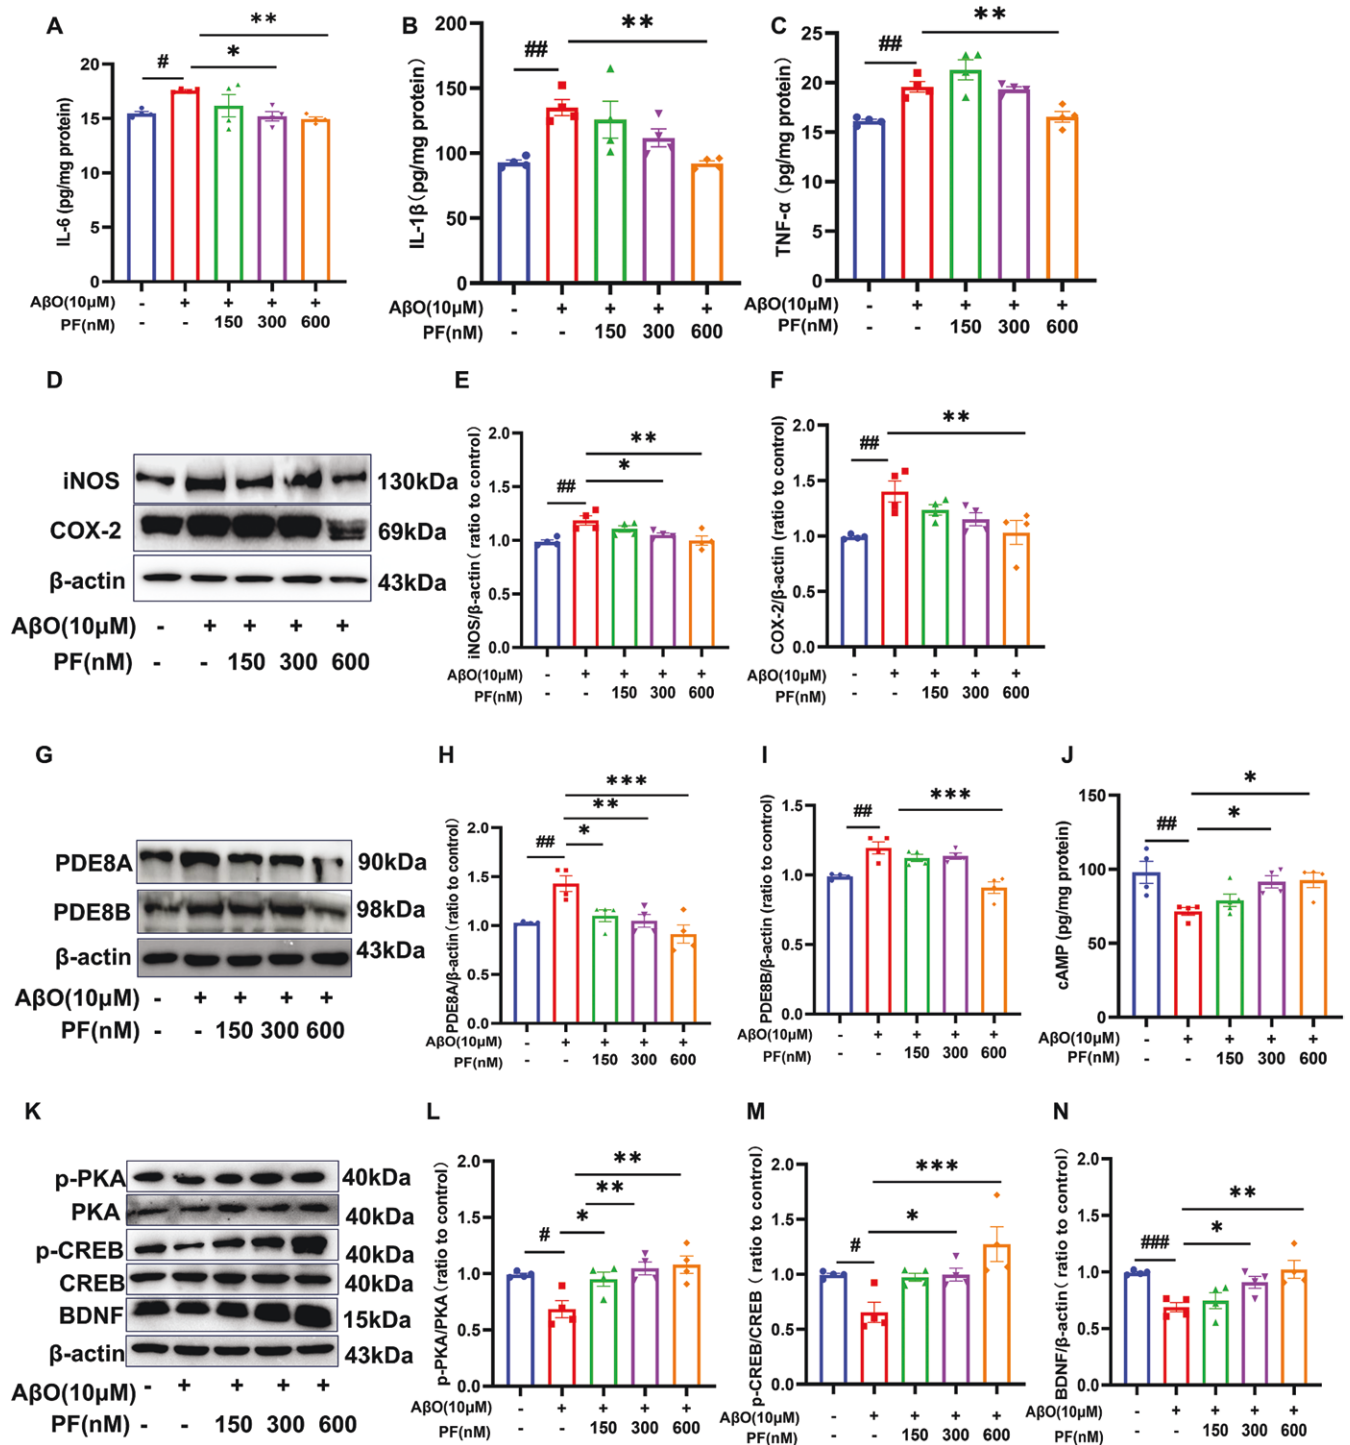 A
IL-6 (pg/mg protein)
20
15
10
5
0
#
*
**
AβO(10μM) - + + + +
PF(nM) - - 150 300 600
B
IL-1β(pg/mg protein)
200
150
100
50
0
##
**
AβO(10μM) - + + + +
PF(nM) - - 150 300 600
C
TNF-α (pg/mg protein)
25
20
15
10
5
0
##
**
AβO(10μM) - + + + +
PF(nM) - - 150 300 600
D
iNOS 130kDa
COX-2 69kDa
β-actin 43kDa
AβO(10μM) - + + + +
PF(nM) - - 150 300 600
E
iNOS/β-actin( ratio to control)
2.0
1.5
1.0
0.5
0.0
##
*
**
AβO(10μM) - + + + +
PF(nM) - - 150 300 600
F
COX-2/β-actin (ratio to control)
2.0
1.5
1.0
0.5
0.0
##
**
AβO(10μM) - + + + +
PF(nM) - - 150 300 600
G
PDE8A 90kDa
PDE8B 98kDa
β-actin 43kDa
AβO(10μM) - + + + +
PF(nM) - - 150 300 600
H
PDE8A/β-actin (ratio to control)
2.0
1.5
1.0
0.5
0.0
##
*
**
***
AβO(10μM) - + + + +
PF(nM) - - 150 300 600
I
PDE8B/β-actin (ratio to control)
1.5
1.0
0.5
0.0
##
***
AβO(10μM) - + + + +
PF(nM) - - 150 300 600
J
cAMP (pg/mg protein)
150
100
50
0
##
*
*
AβO(10μM) - + + + +
PF(nM) - - 150 300 600
K
p-PKA 40kDa
PKA 40kDa
p-CREB 40kDa
CREB 40kDa
BDNF 15kDa
β-actin 43kDa
AβO(10μM) - + + + +
PF(nM) - - 150 300 600
L
p-PKA/PKA (ratio to control)
2.0
1.5
1.0
0.5
0.0
#
*
**
**
AβO(10μM) - + + + +
PF(nM) - - 150 300 600
M
p-CREB/CREB ( ratio to control)
2.0
1.5
1.0
0.5
0.0
#
*
***
AβO(10μM) - + + + +
PF(nM) - - 150 300 600
N
BDNF/β-actin( ratio to control)
2.0
1.5
1.0
0.5
0.0
###
*
**
AβO(10μM) - + + + +
PF(nM) - - 150 300 600